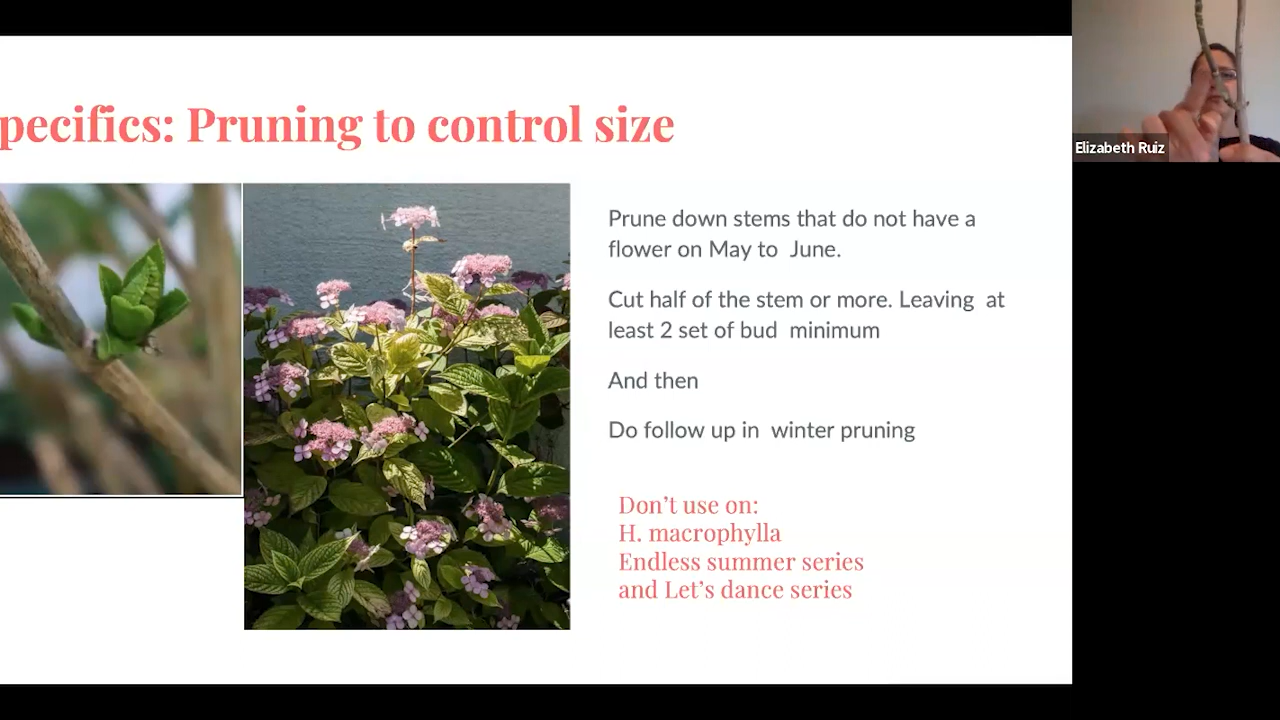 pecifics: Pruning to control size
Elizabeth Ruiz
Prune down stems that do not have a
flower on May to June.
Cut half of the stem or more. Leaving at
least 2 set of bud minimum
And then
Do follow up in winter pruning
Don't use on:
H. macrophylla
Endless summer series
and Let's dance series